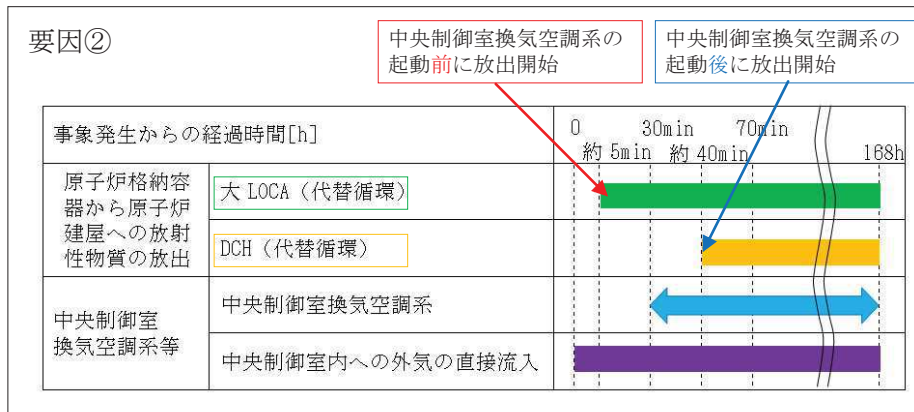 要因②
中央制御室換気空調系の
起動前に放出開始
中央制御室換気空調系の
起動後に放出開始
事象発生からの経過時間[h]
0 30min 70min
約 5min 約 40min 168h
原子炉格納容
器から原子炉
建屋への放射
性物質の放出
大 LOCA（代替循環）
DCH（代替循環）
中央制御室
換気空調系等
中央制御室換気空調系
中央制御室内への外気の直接流入